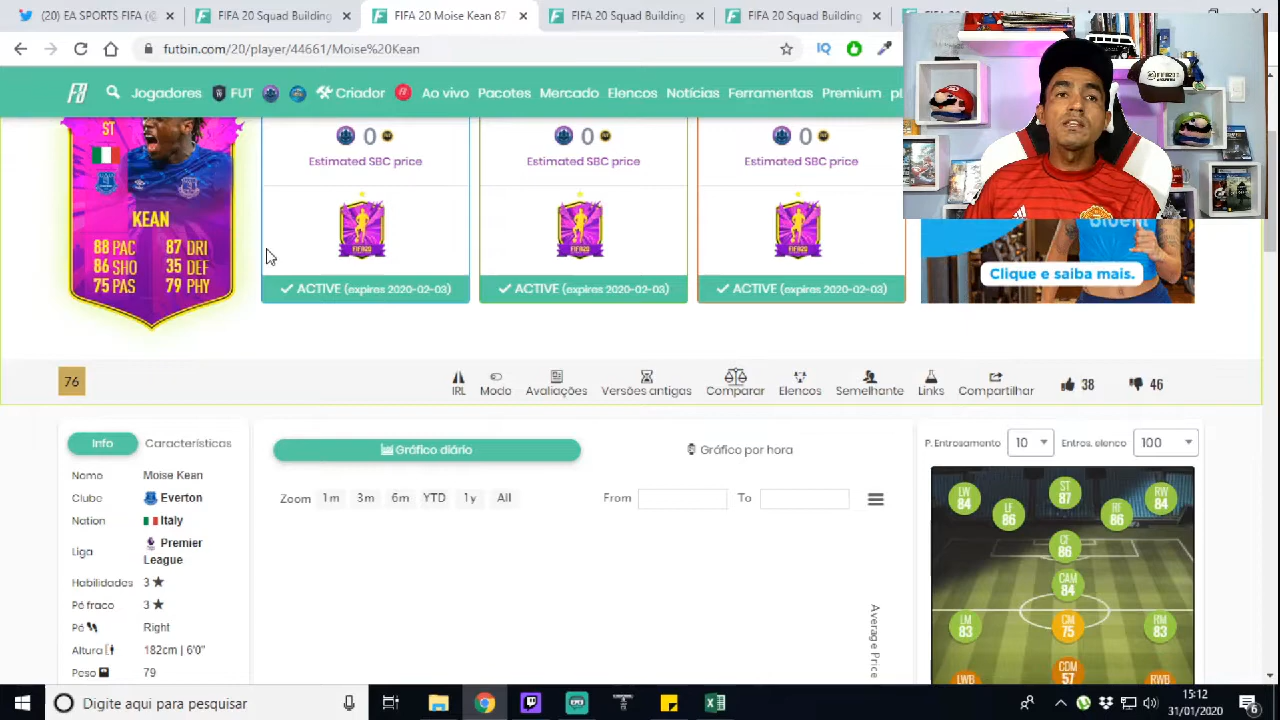 (20) EA SPORTS FIFA (
FIFA 20 Squad
FIFA 20 Moise Kean 87
FIFA 20 Squad Building
FIFA 20 Squad Building
futbin.com/20/player/44661/Moise%20Kean
Jogadores
FUT
Criador
Ao vivo
Pacotes
Mercado
Elencos
Notícias
Ferramentas
Premium
ST
KEAN
88 PAC 87 DRI
86 SHO 35 DEF
75 PAS 79 PHY
0
0
0
Estimated SBC price
Estimated SBC price
Estimated SBC price
ACTIVE (expires 2020-02-03)
ACTIVE (expires 2020-02-03)
ACTIVE (expires 2020-02-03)
Clique e saiba mais.
76
IRL
Modo
Avaliações
Versões antigas
Comparar
Elencos
Semelhante
Links
Compartilhar
38
46
Info
Características
Nome Moise Kean
Clube Everton
Nation Italy
Liga Premier
League
Habilidades 3
Pé fraco 3
Pé Right
Altura 182cm | 6'0"
Peso 79
Gráfico diário
Gráfico por hora
Zoom 1m 3m 6m YTD 1y All
From
To
Average Price
P. Entrosamento 10
Entros. elenco 100
LW
84
LF
86
ST
87
RF
86
RW
84
CF
86
CAM
84
LM
83
CM
75
RM
83
LWB
CDM
57
RWB
Digite aqui para pesquisar
15:12
31/01/2020
6